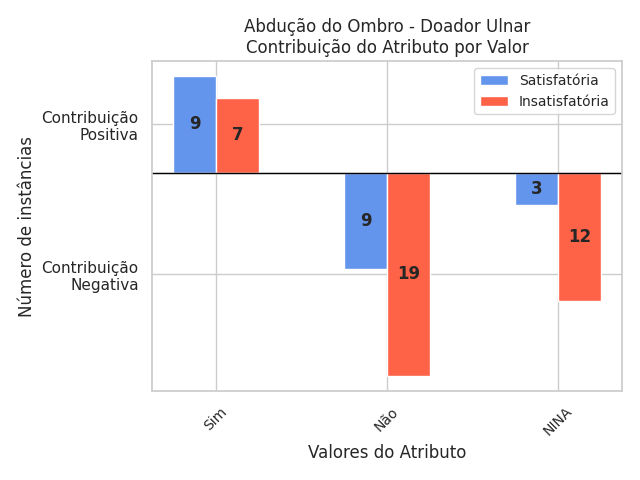 Abdução do Ombro - Doador Ulnar
Contribuição do Atributo por Valor
Satisfatória
Insatisfatória
Contribuição
Positiva
Contribuição
Negativa
Número de instâncias
9
7
9
19
3
12
Sim
Não
NINA
Valores do Atributo